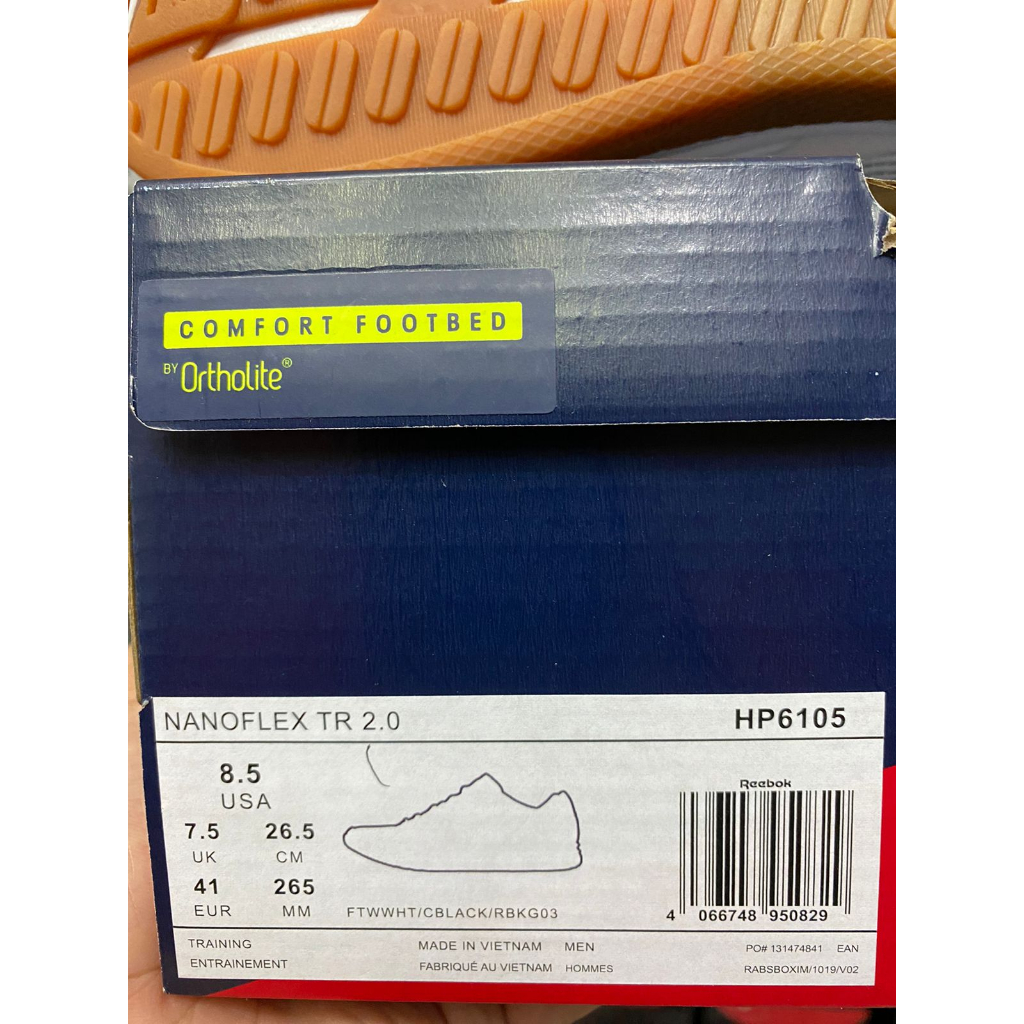 COMFORT FOOTBED
BY Ortholite®
NANOFLEX TR 2.0
HP6105
8.5
USA
7.5 26.5
UK CM
41 265
EUR MM
FTWWHT/CBLACK/RBKG03
Reebok
4 066748 950829
TRAINING
ENTRAINEMENT
MADE IN VIETNAM MEN
FABRIQUÉ AU VIETNAM HOMMES
PO# 131474841 EAN
RABSBOXIM/1019/V02